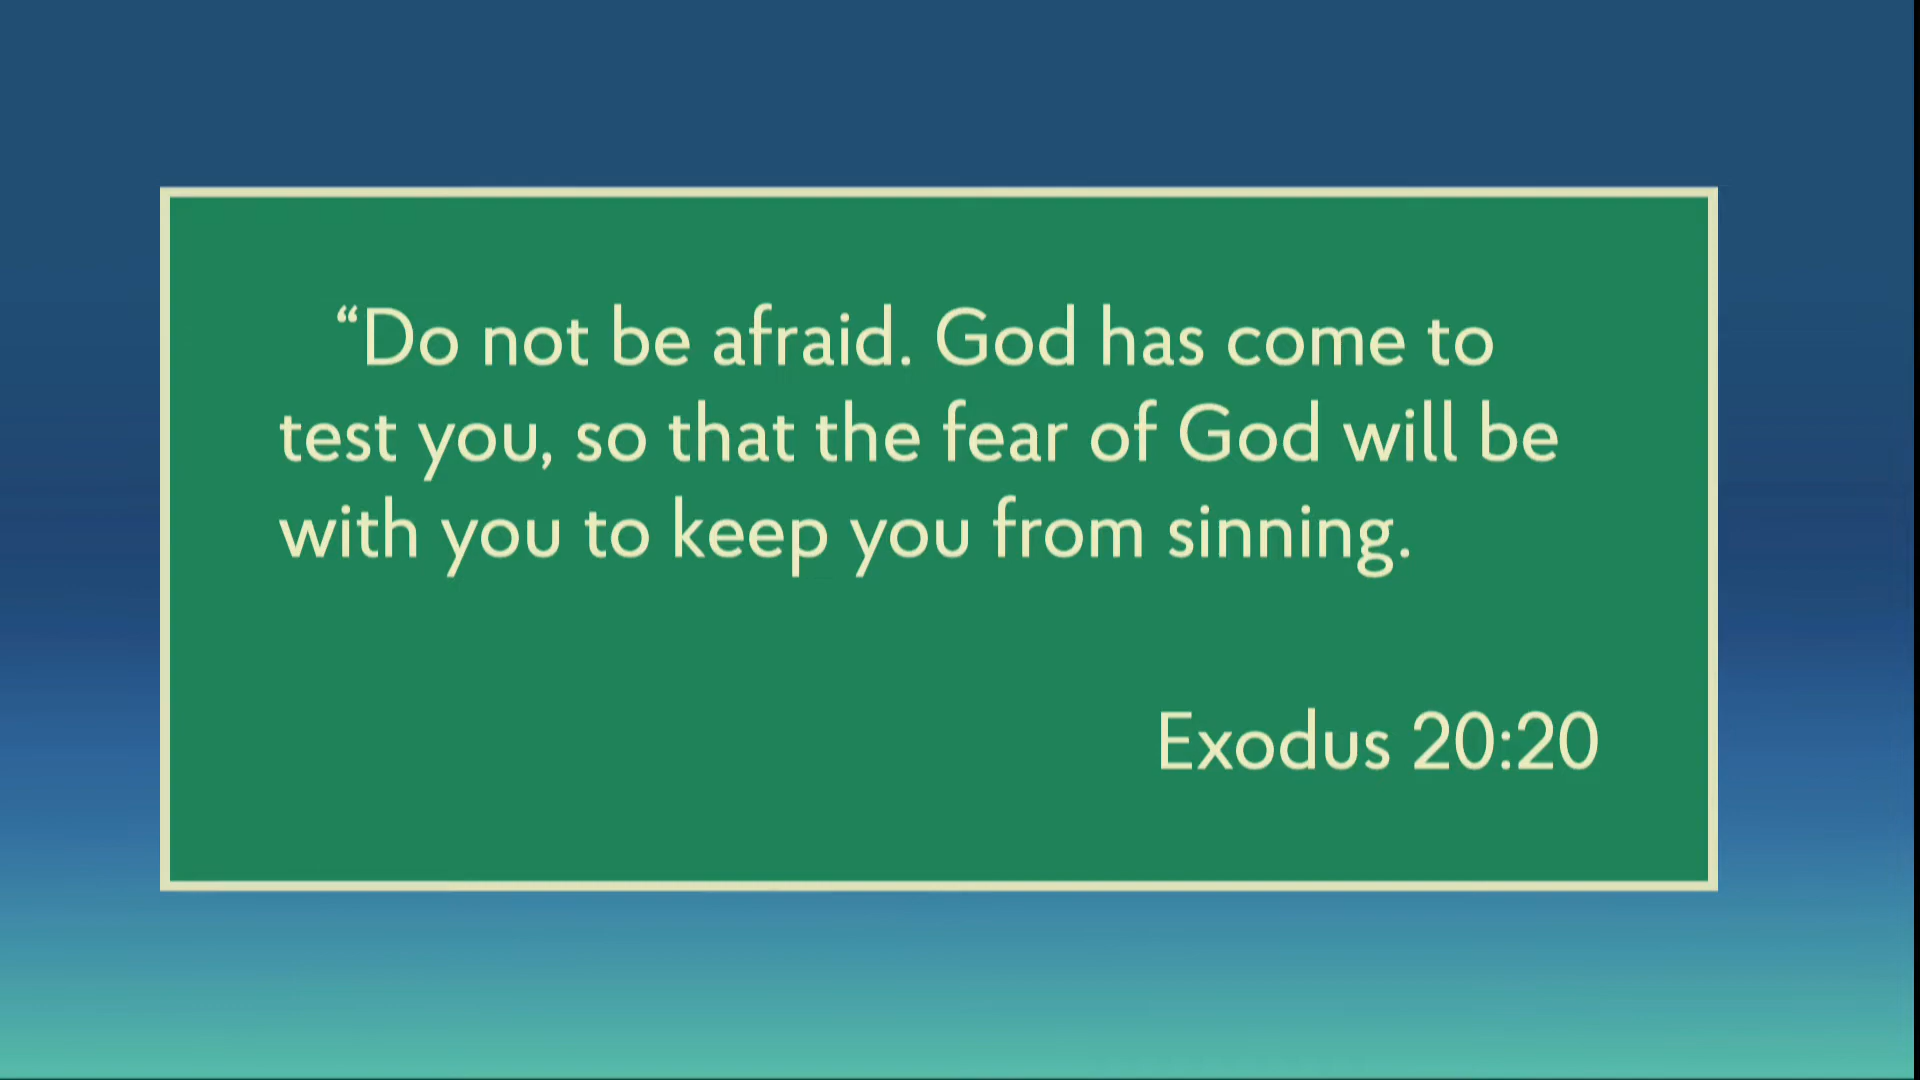 “Do not be afraid. God has come to
test you, so that the fear of God will be
with you to keep you from sinning.
Exodus 20:20